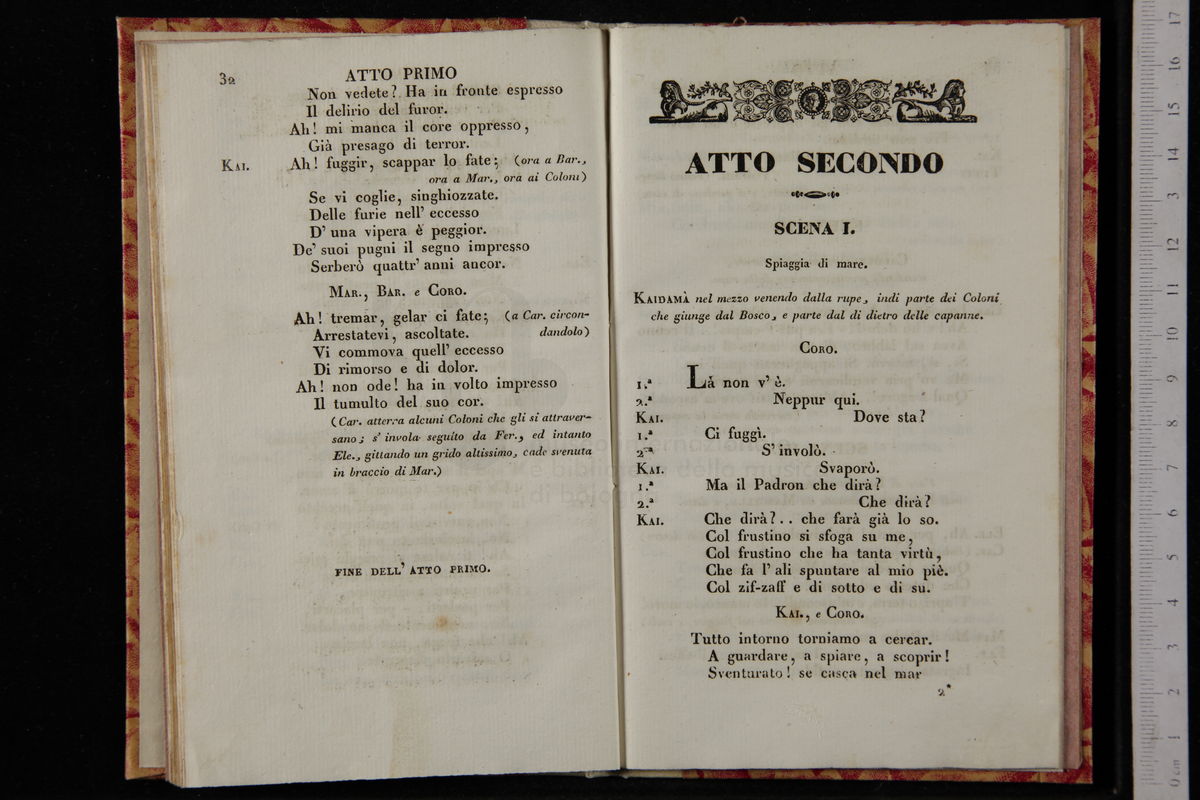 32
ATTO PRIMO
Non vedete? Ha in fronte espresso
Il delirio del furor.
Ah! mi manca il core oppresso,
Già presago di terror.
KAI. Ah! fuggir, scappar lo fate; (ora a Bar.,
ora a Mar., ora ai Coloni)
Se vi coglie, singhiozzate.
Delle furie nell' eccesso
D' una vipera è peggior.
De' suoi pugni il segno impresso
Serberò quattr' anni ancor.
MAR., BAR. e CORO.
Ah! tremar, gelar ci fate; (a Car. circon-
Arrestatevi, ascoltate. dandolo)
Vi commova quell' eccesso
Di rimorso e di dolor.
Ah! non ode! ha in volto impresso
Il tumulto del suo cor.
(Car. atterra alcuni Coloni che gli si attraver-
sano; s' invola seguito da Fer., ed intanto
Ele., gittando un grido altissimo, cade svenuta
in braccio di Mar.)
FINE DELL' ATTO PRIMO.
ATTO SECONDO
SCENA I.
Spiaggia di mare.
KAIDAMÀ nel mezzo venendo dalla rupe, indi parte dei Coloni
che giunge dal Bosco, e parte dal di dietro delle capanne.
CORO.
1.ª Là non v' è.
2.ª Neppur qui.
KAI. Dove sta?
1.ª Ci fuggì.
2.ª S' involò.
KAI. Svaporò.
1.ª Ma il Padron che dirà?
2.ª Che dirà?
KAI. Che dirà?.. che farà già lo so.
Col frustino si sfoga su me,
Col frustino che ha tanta virtù,
Che fa l' ali spuntare al mio piè.
Col zif-zaff e di sotto e di su.
KAI., e CORO.
Tutto intorno torniamo a cercar.
A guardare, a spiare, a scoprir!
Sventurato! se casca nel mar
2*